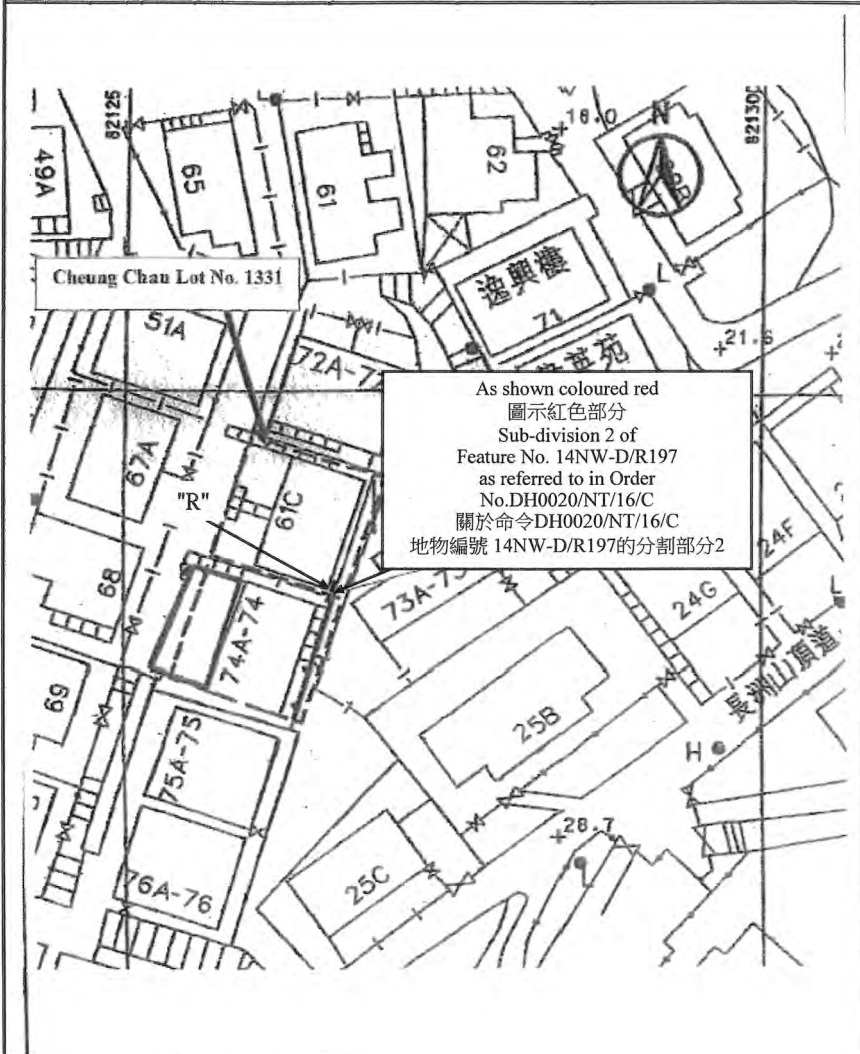 82125
82130
49A
65
61
62
18.0
N
Cheung Chau Lot No. 1331
逸興樓
71
L
21.6
51A
72A-72
As shown coloured red
圖示紅色部分
Sub-division 2 of
Feature No. 14NW-D/R197
as referred to in Order
No.DH0020/NT/16/C
關於命令DH0020/NT/16/C
地物編號 14NW-D/R197的分割部分2
67A
"R"
61C
24F
68
74A-74
24G
長洲山頂道
69
25B
H
75A-75
28.7
76A-76
25C